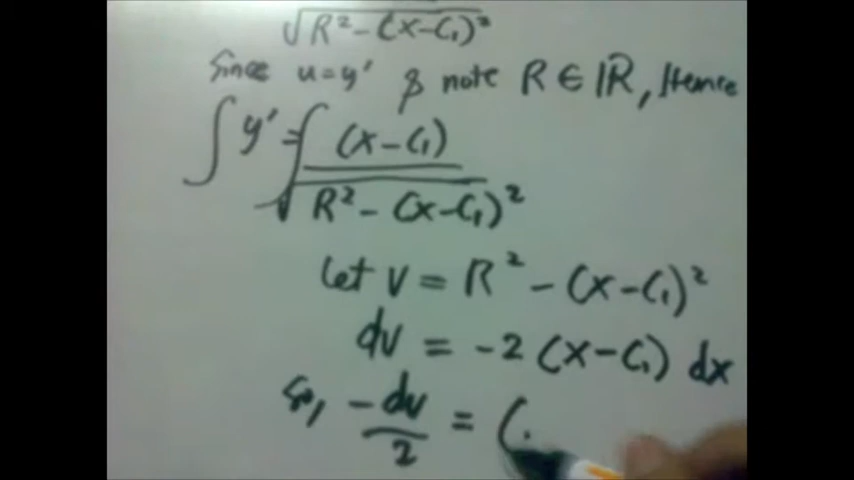 √R² - (x-C₁)²
Since u=y' & note R ∈ ℝ, Hence
∫ y' = ∫ (x-C₁)
√R² - (x-C₁)²
let v = R² - (x-C₁)²
dv = -2 (x-C₁) dx
so, -dv/2 = (